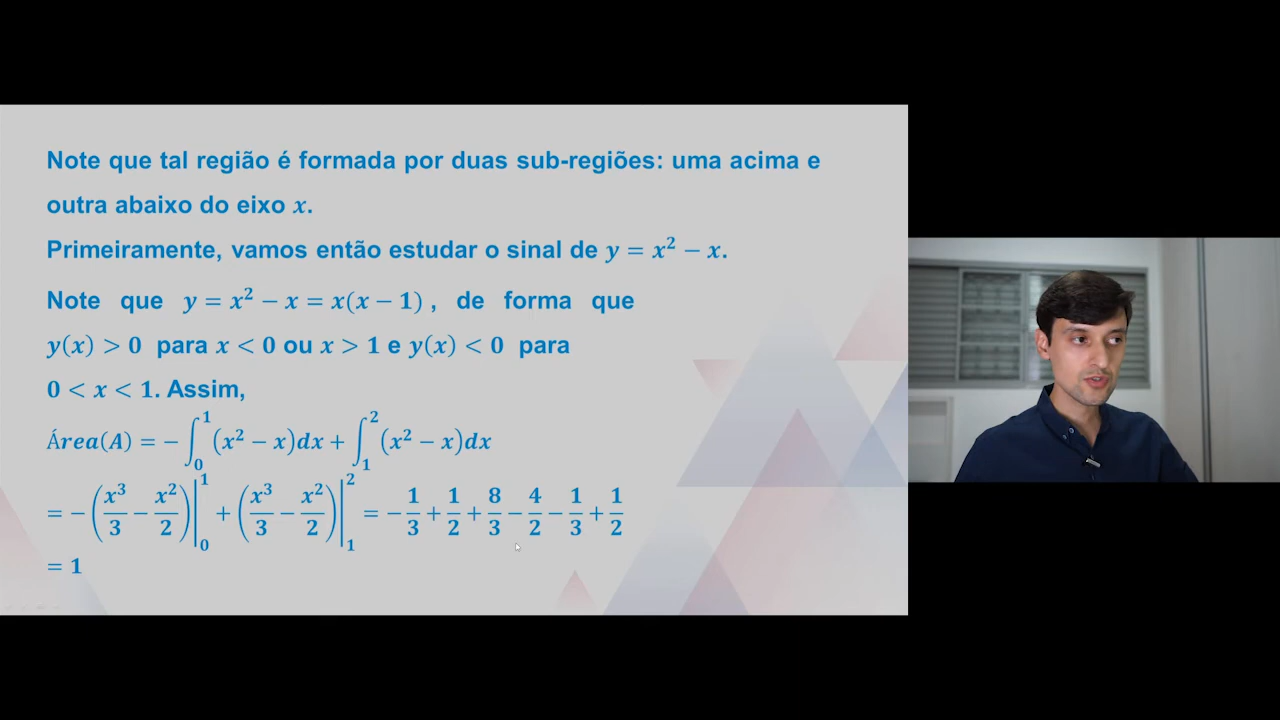 Note que tal região é formada por duas sub-regiões: uma acima e
outra abaixo do eixo x.
Primeiramente, vamos então estudar o sinal de y = x² − x.
Note que y = x² − x = x(x − 1) , de forma que
y(x) > 0 para x < 0 ou x > 1 e y(x) < 0 para
0 < x < 1. Assim,
Área(A) = − ∫₀¹ (x² − x)dx + ∫₁² (x² − x)dx
= − (x³/3 − x²/2)|₀¹ + (x³/3 − x²/2)|₁² = − 1/3 + 1/2 + 8/3 − 4/2 − 1/3 + 1/2
= 1